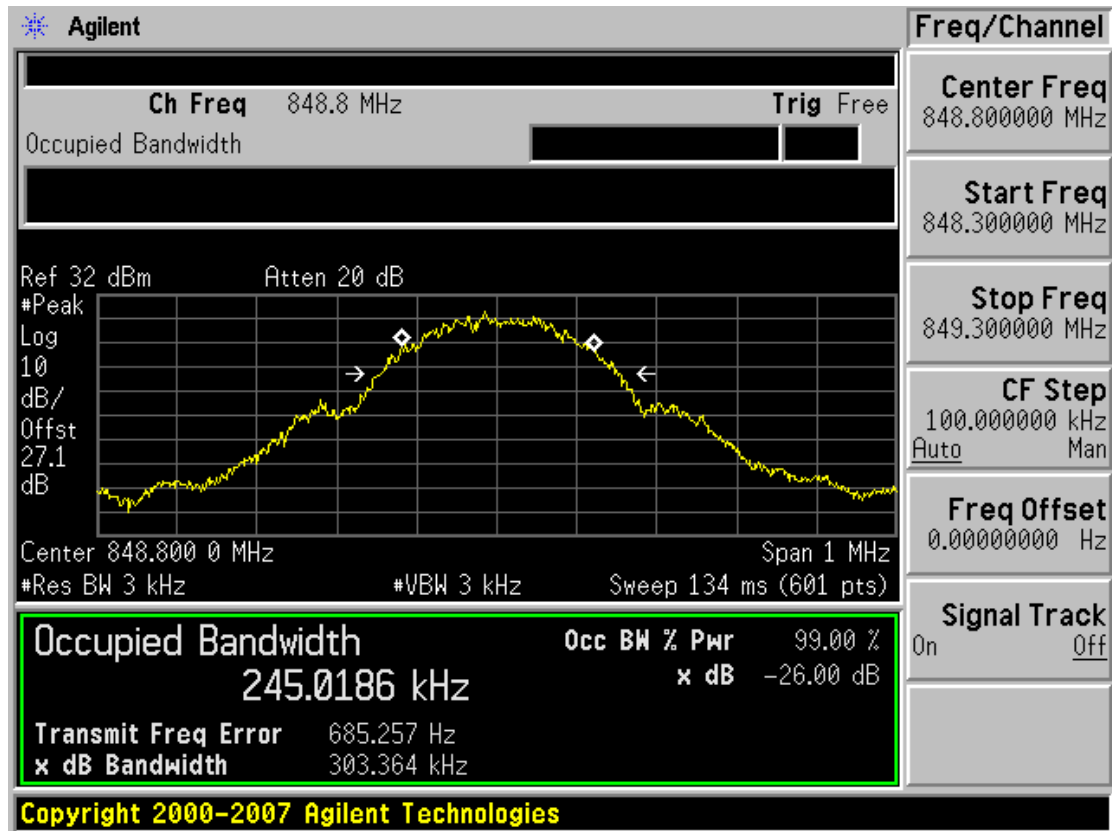 Agilent
Freq/Channel
Ch Freq 848.8 MHz Trig Free
Occupied Bandwidth
Center Freq
848.800000 MHz
Start Freq
848.300000 MHz
Stop Freq
849.300000 MHz
CF Step
100.000000 kHz
Auto Man
Freq Offset
0.00000000 Hz
Signal Track
On Off
Ref 32 dBm Atten 20 dB
#Peak
Log
10
dB/
Offst
27.1
dB
Center 848.800 0 MHz Span 1 MHz
#Res BW 3 kHz #VBW 3 kHz Sweep 134 ms (601 pts)
Occupied Bandwidth
245.0186 kHz
Occ BW % Pwr 99.00 %
x dB -26.00 dB
Transmit Freq Error 685.257 Hz
x dB Bandwidth 303.364 kHz
Copyright 2000-2007 Agilent Technologies